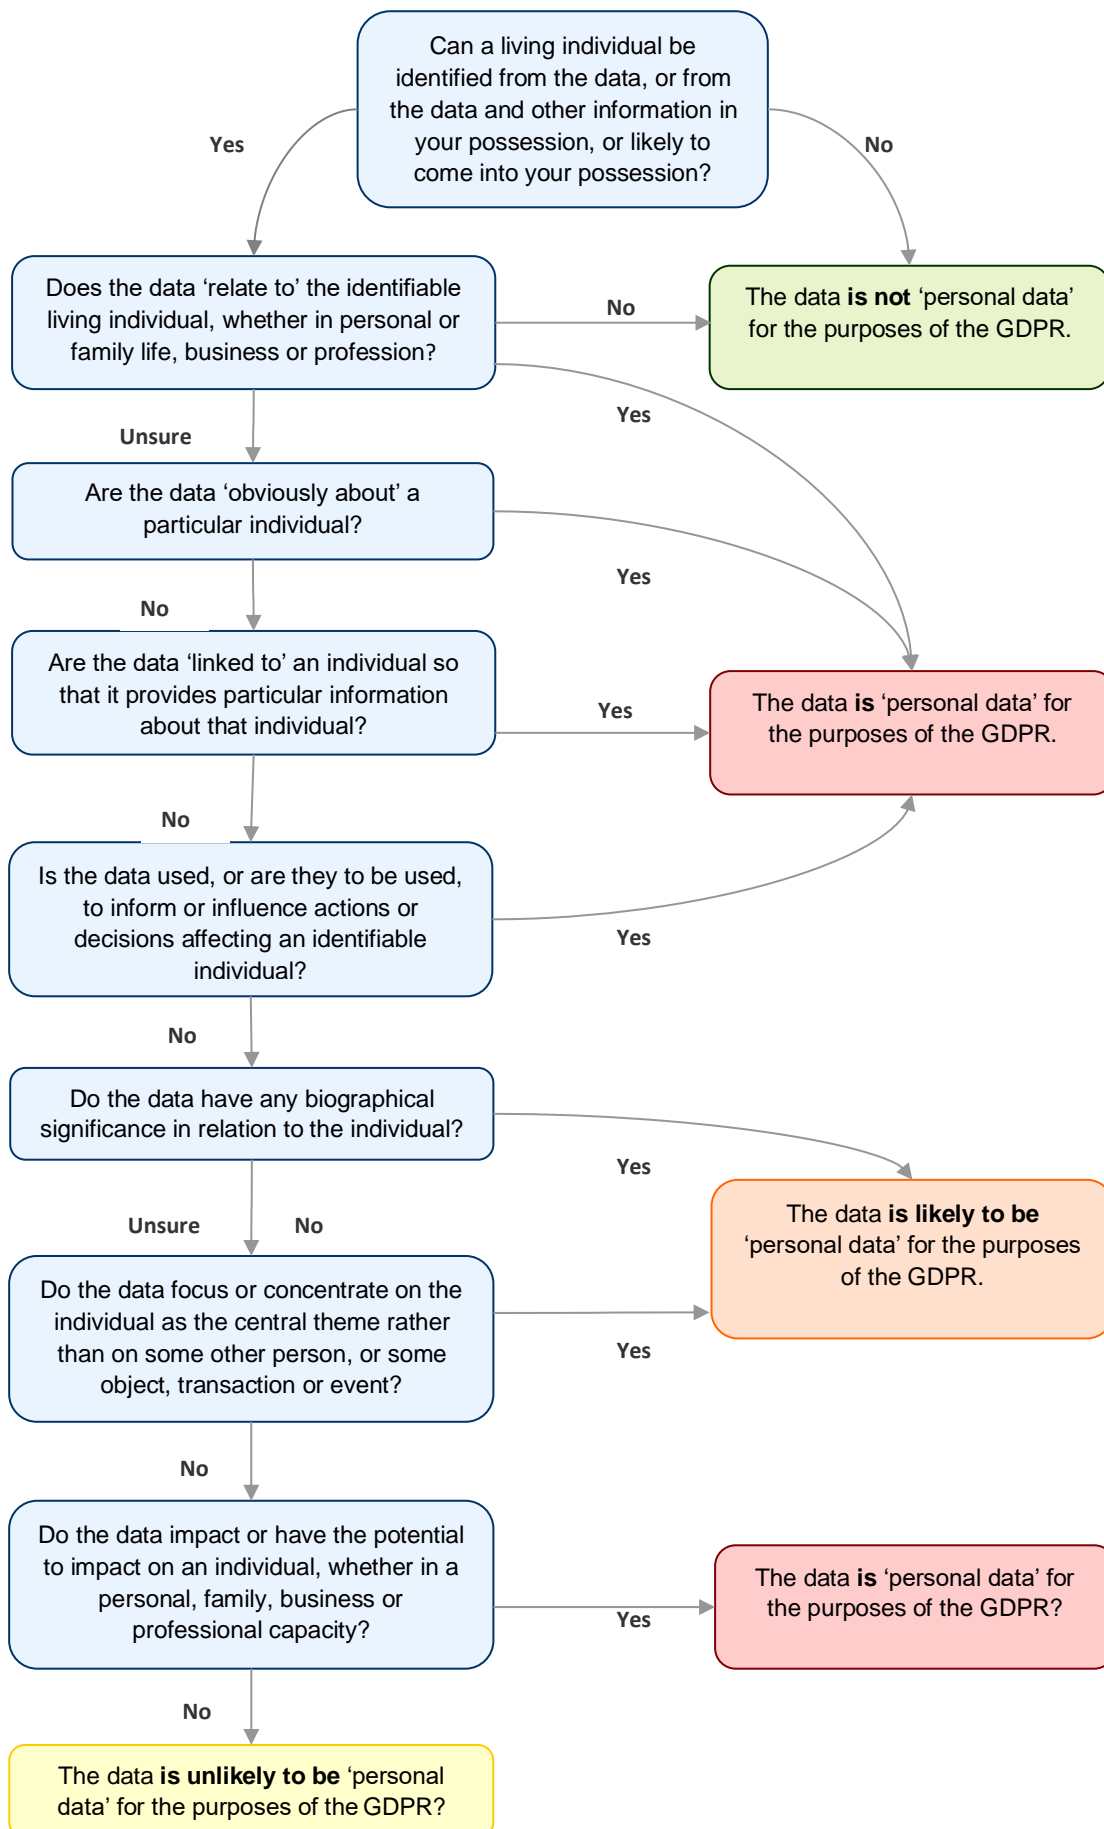 Can a living individual be
identified from the data, or from
the data and other information in
your possession, or likely to
come into your possession?
Yes
No
Does the data ‘relate to’ the identifiable
living individual, whether in personal or
family life, business or profession?
No
The data is not ‘personal data’
for the purposes of the GDPR.
Yes
Unsure
Are the data ‘obviously about’ a
particular individual?
Yes
No
Are the data ‘linked to’ an individual so
that it provides particular information
about that individual?
Yes
The data is ‘personal data’ for
the purposes of the GDPR.
No
Is the data used, or are they to be used,
to inform or influence actions or
decisions affecting an identifiable
individual?
Yes
No
Do the data have any biographical
significance in relation to the individual?
Yes
The data is likely to be
‘personal data’ for the purposes
of the GDPR.
Unsure No
Do the data focus or concentrate on the
individual as the central theme rather
than on some other person, or some
object, transaction or event?
Yes
No
Do the data impact or have the potential
to impact on an individual, whether in a
personal, family, business or
professional capacity?
Yes
The data is ‘personal data’ for
the purposes of the GDPR?
No
The data is unlikely to be ‘personal
data’ for the purposes of the GDPR?